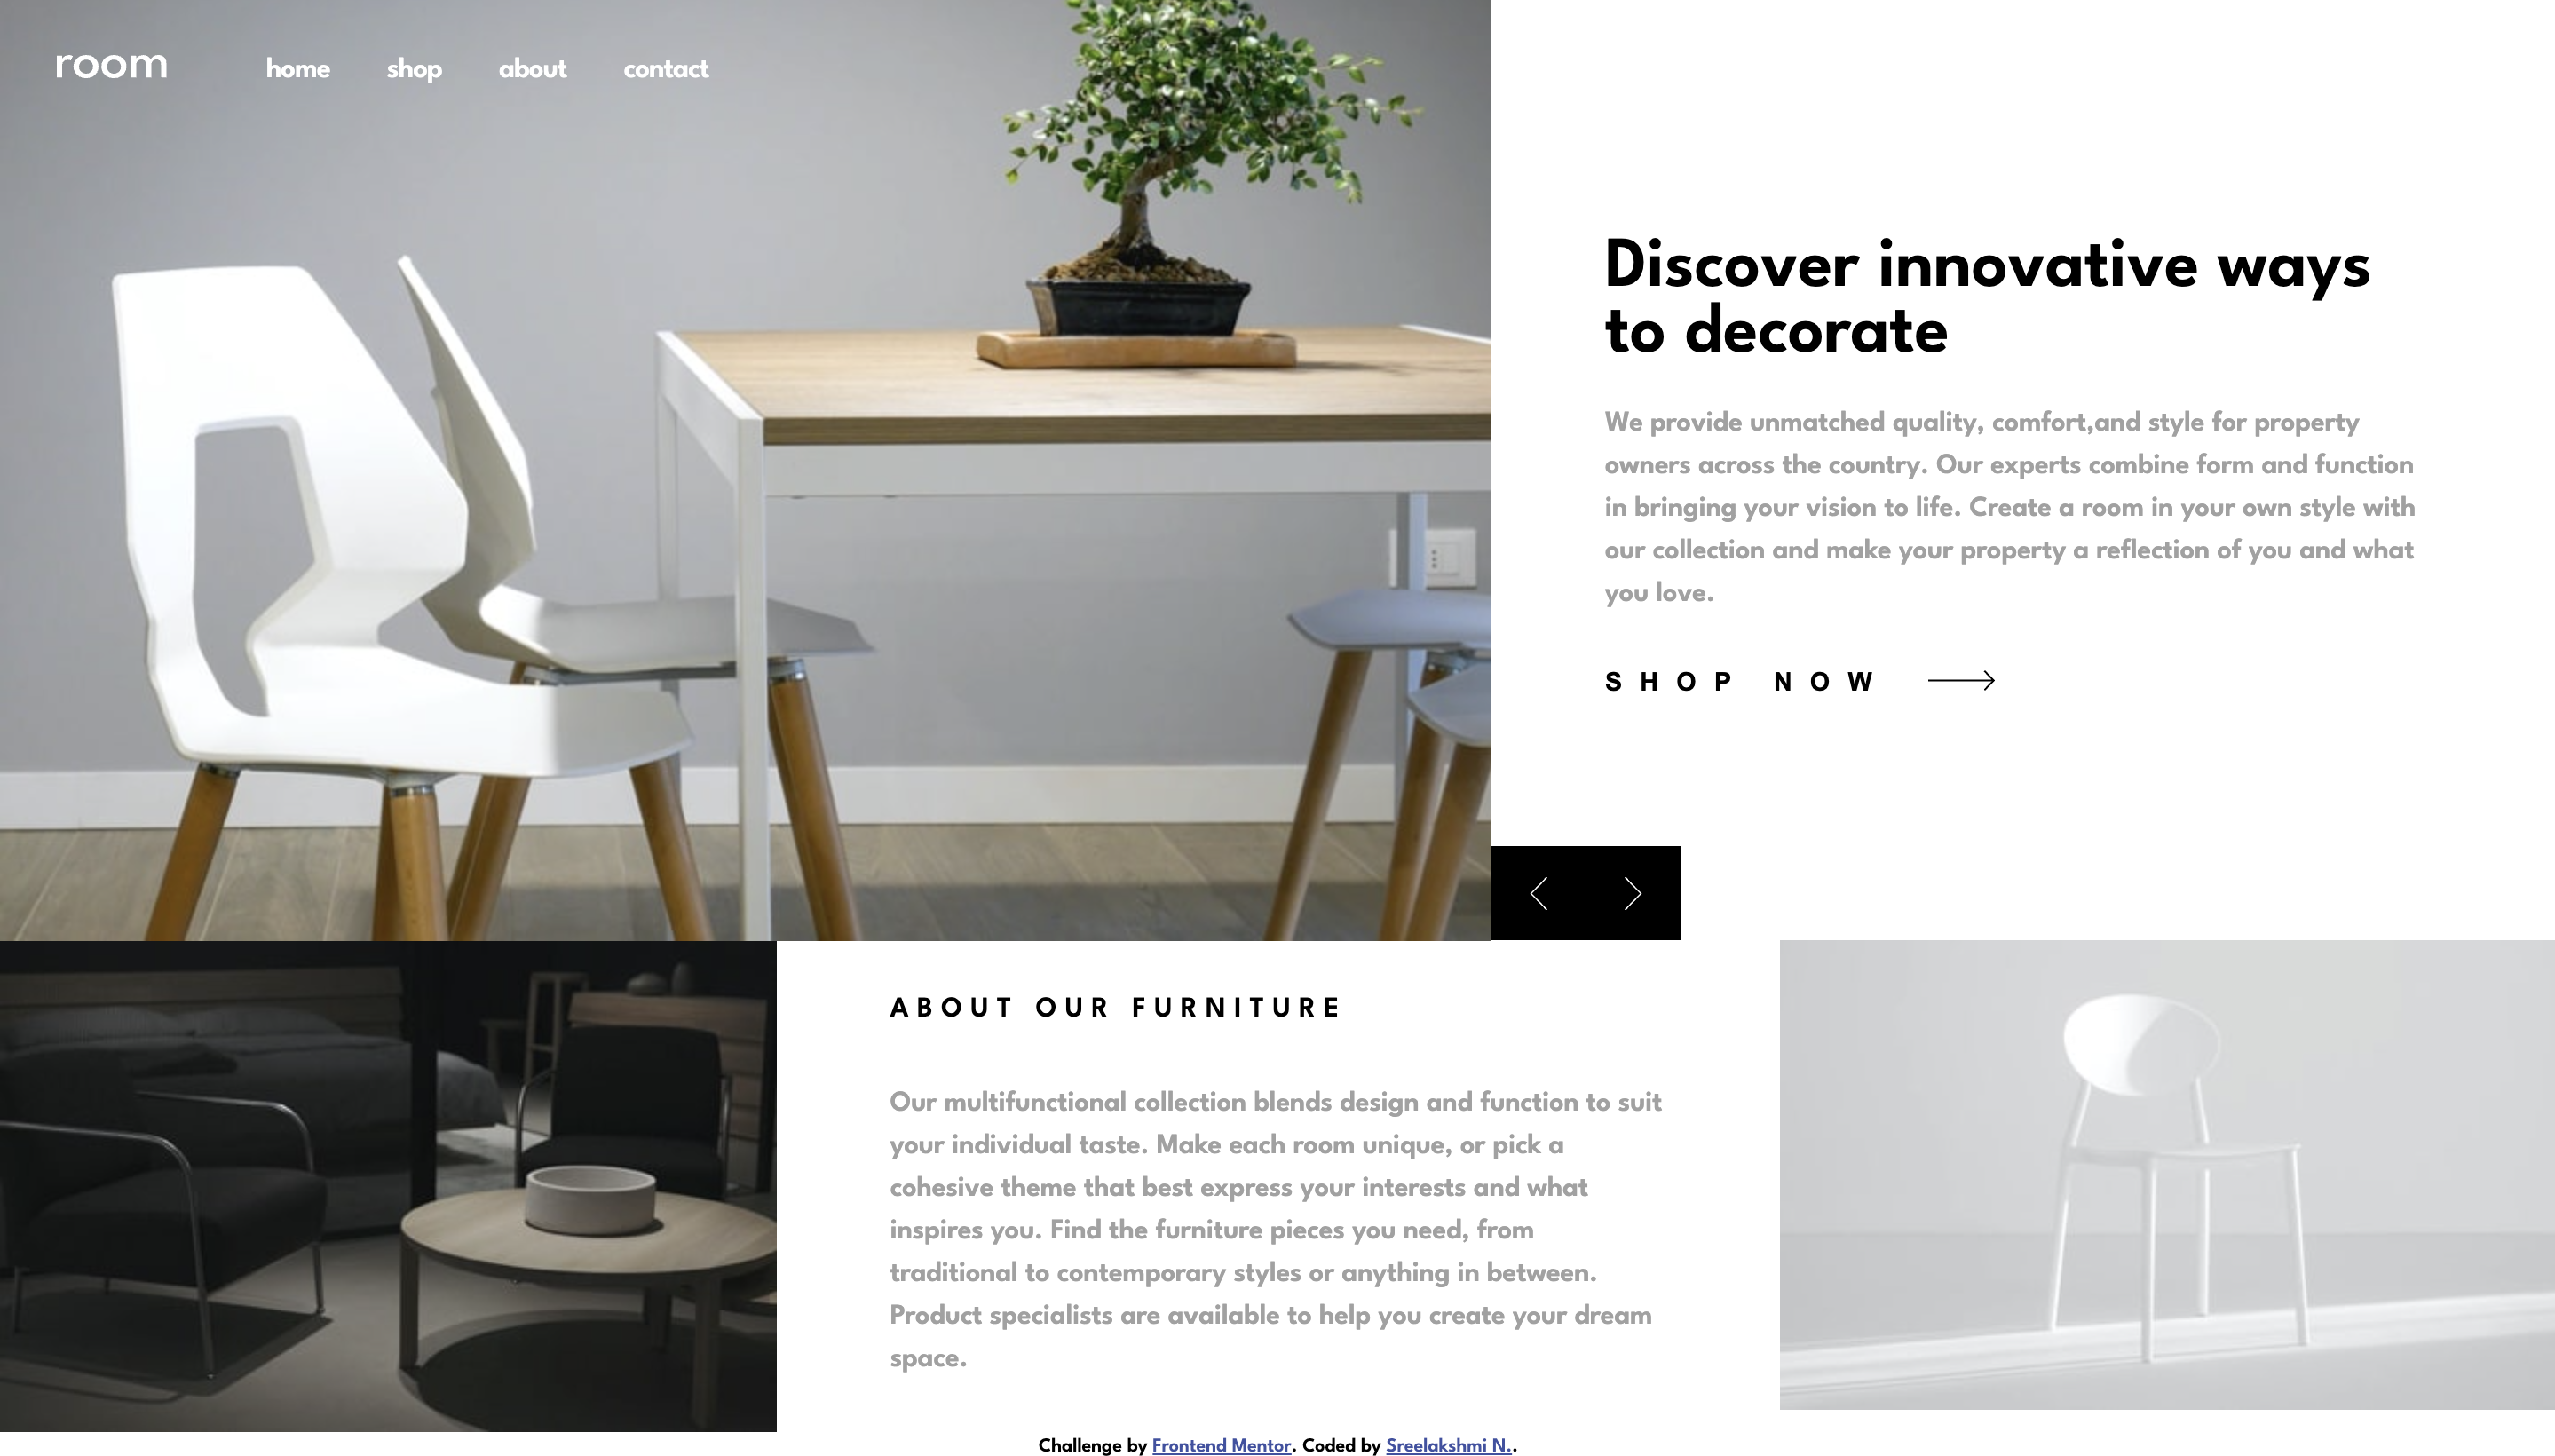 room
home shop about contact
Discover innovative ways
to decorate
We provide unmatched quality, comfort,and style for property
owners across the country. Our experts combine form and function
in bringing your vision to life. Create a room in your own style with
our collection and make your property a reflection of you and what
you love.
SHOP NOW
ABOUT OUR FURNITURE
Our multifunctional collection blends design and function to suit
your individual taste. Make each room unique, or pick a
cohesive theme that best express your interests and what
inspires you. Find the furniture pieces you need, from
traditional to contemporary styles or anything in between.
Product specialists are available to help you create your dream
space.
Challenge by Frontend Mentor. Coded by Sreelakshmi N..